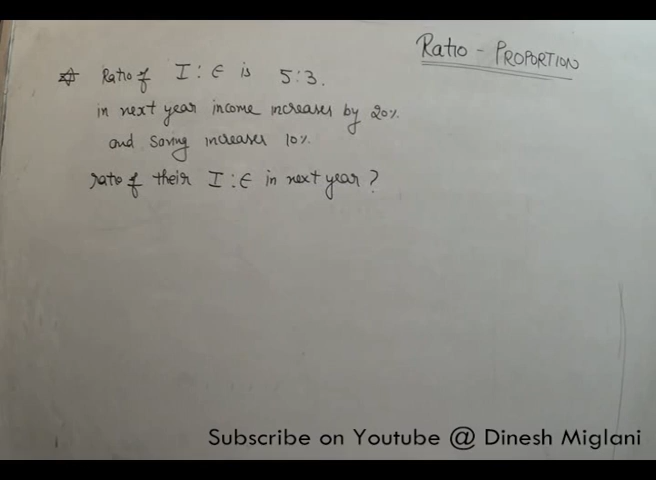 Ratio - PROPORTION
Ratio of I : E is 5:3.
in next year income increases by 20%
and Saving increases 10%
ratio of their I : E in next year ?
Subscribe on Youtube @ Dinesh Miglani